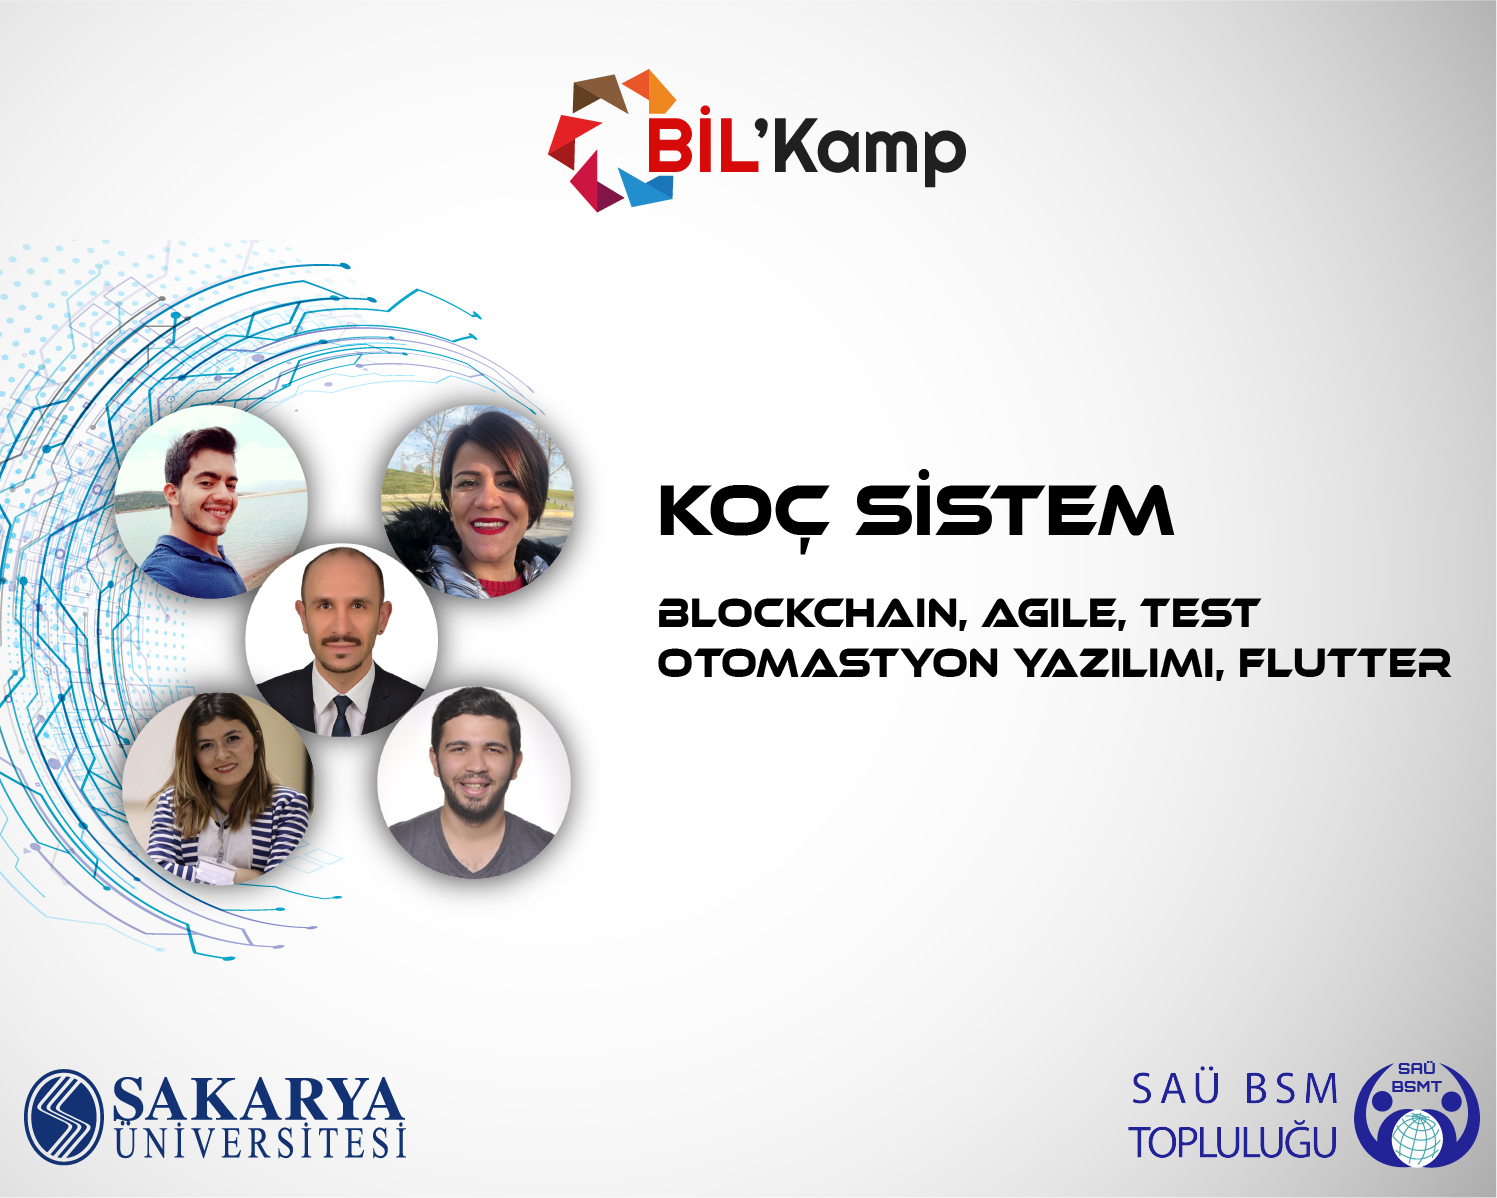 BİL'Kamp
KOÇ SİSTEM
BLOCKCHAIN, AGILE, TEST
OTOMASTYON YAZILIMI, FLUTTER
SAKARYA
ÜNİVERSİTESİ
SAÜ BSM
TOPLULUĞU
SAÜ
BSMT